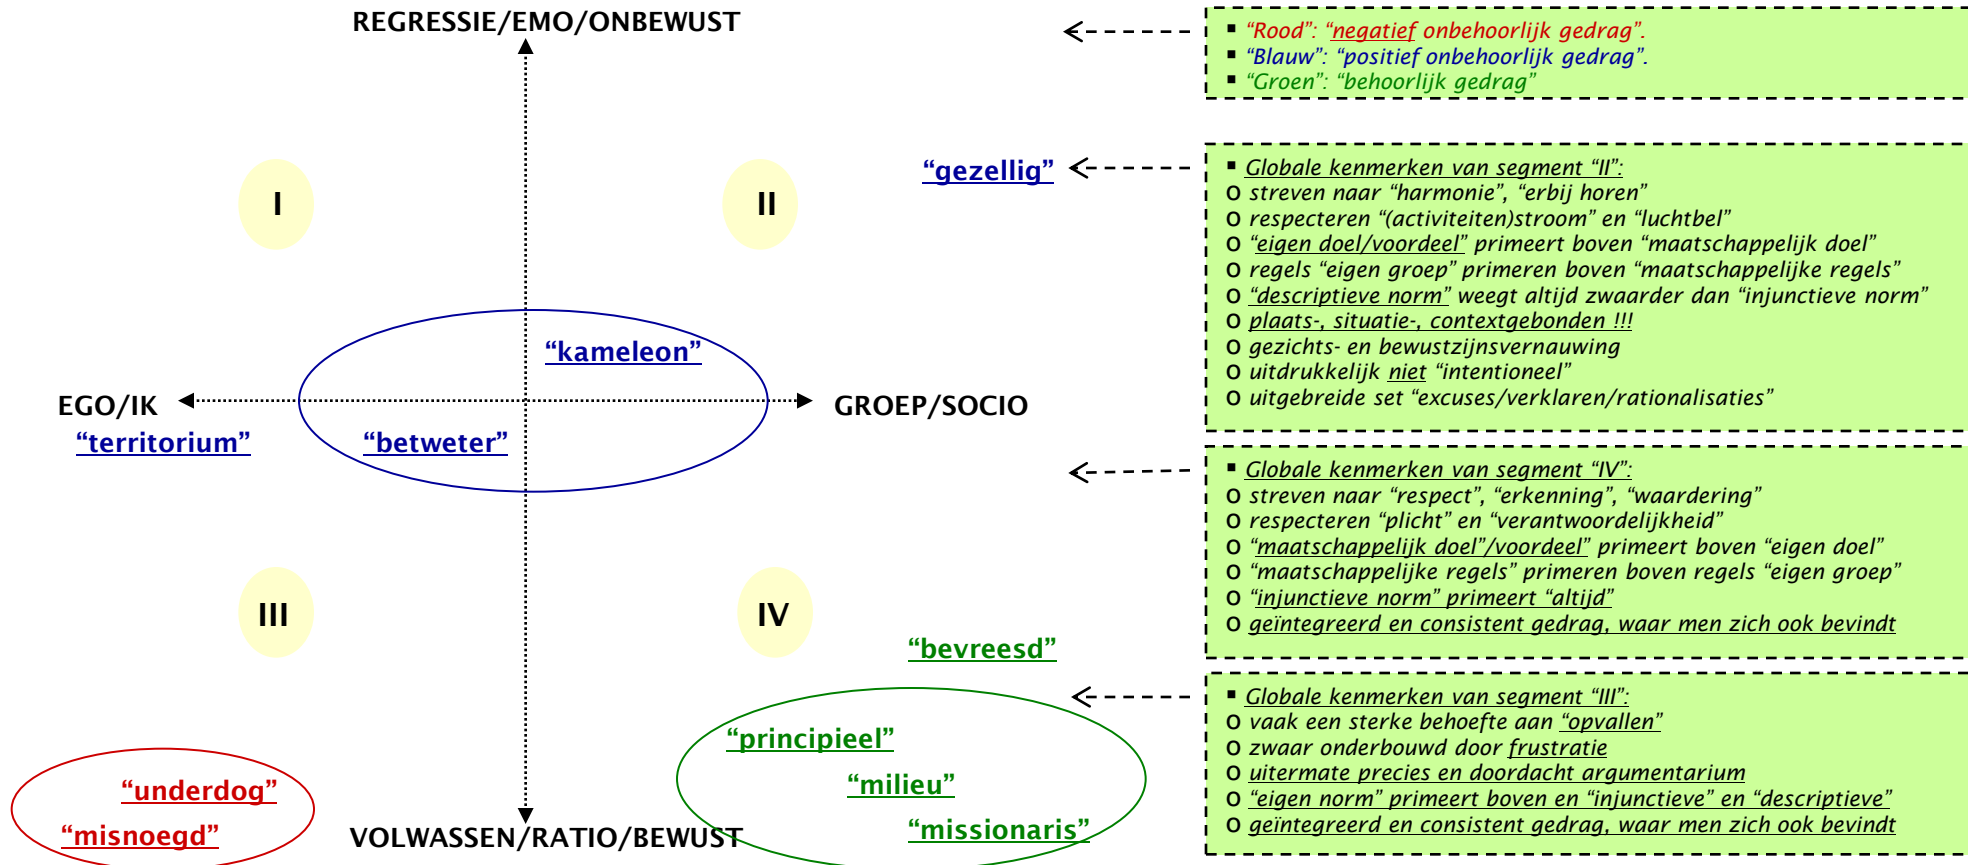 REGRESSIE/EMO/ONBEWUST
I
II
“gezellig”
“kameleon”
EGO/IK
GROEP/SOCIO
“territorium”
“betweter”
III
IV
“bevreesd”
“principieel”
“underdog”
“milieu”
“misnoegd”
VOLWASSEN/RATIO/BEWUST
“missionaris”
▪ “Rood”: “negatief onbehoorlijk gedrag”.
▪ “Blauw”: “positief onbehoorlijk gedrag”.
▪ “Groen”: “behoorlijk gedrag”
▪ Globale kenmerken van segment “II”:
o streven naar “harmonie”, “erbij horen”
o respecteren “(activiteiten)stroom” en “luchtbel”
o “eigen doel/voordeel” primeert boven “maatschappelijk doel”
o regels “eigen groep” primeren boven “maatschappelijke regels”
o “descriptieve norm” weegt altijd zwaarder dan “injunctieve norm”
o plaats-, situatie-, contextgebonden !!!
o gezichts- en bewustzijnsvernauwing
o uitdrukkelijk niet “intentioneel”
o uitgebreide set “excuses/verklaren/rationalisaties”
▪ Globale kenmerken van segment “IV”:
o streven naar “respect”, “erkenning”, “waardering”
o respecteren “plicht” en “verantwoordelijkheid”
o “maatschappelijk doel”/voordeel” primeert boven “eigen doel”
o “maatschappelijke regels” primeren boven regels “eigen groep”
o “injunctieve norm” primeert “altijd”
o geïntegreerd en consistent gedrag, waar men zich ook bevindt
▪ Globale kenmerken van segment “III”:
o vaak een sterke behoefte aan “opvallen”
o zwaar onderbouwd door frustratie
o uitermate precies en doordacht argumentarium
o “eigen norm” primeert boven en “injunctieve” en “descriptieve”
o geïntegreerd en consistent gedrag, waar men zich ook bevindt